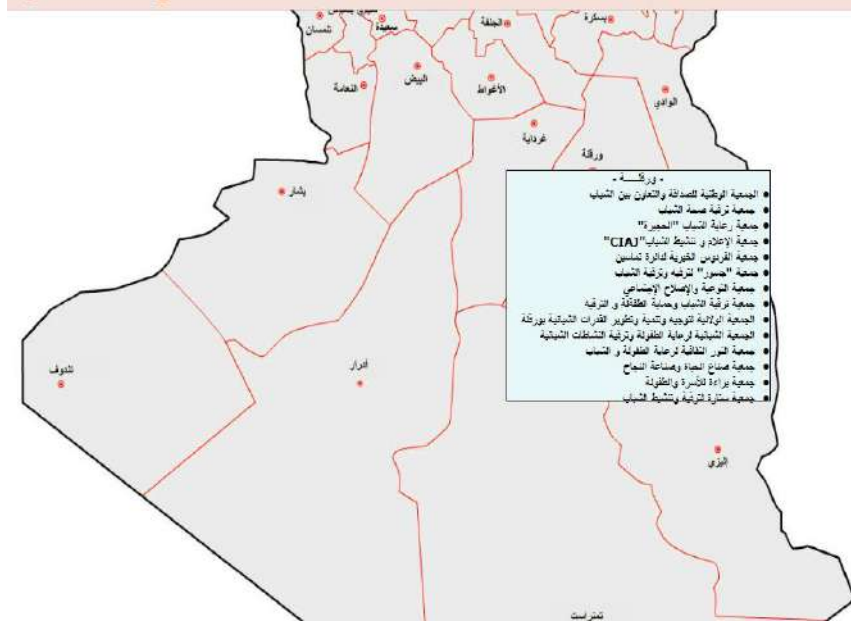 تلمسان
سعيدة
الجلفة
بسكرة
النعامة
البيض
الأغواط
الوادي
غرداية
ورقلة
بشار
- ورقلــــة -
الجمعية الوطنية للصداقة والتعاون بين الشباب
جمعية ترقية صحة الشباب
جمعية رعاية الشباب "الحجيرة"
جمعية الإعلام و تنشيط الشباب "CIAJ"
جمعية الفردوس الخيرية لدائرة تماسين
جمعية "جسور" لترفيه وترقية الشباب
جمعية التوعية والإصلاح الإجتماعي
جمعية ترقية الشباب وحماية الطفولة و الترفيه
الجمعية الولائية لتوجيه وتنمية وتطوير القدرات الشبانية بورقلة
الجمعية الشبانية لرعاية الطفولة وترقية النشاطات الشبانية
جمعية النور الثقافية لرعاية الطفولة و الشباب
جمعية صناع الحياة وصناعة النجاح
جمعية براءة للأسرة والطفولة
جمعية ستارة الترقية وتنشيط الشباب
تندوف
أدرار
إليزي
تمنراست